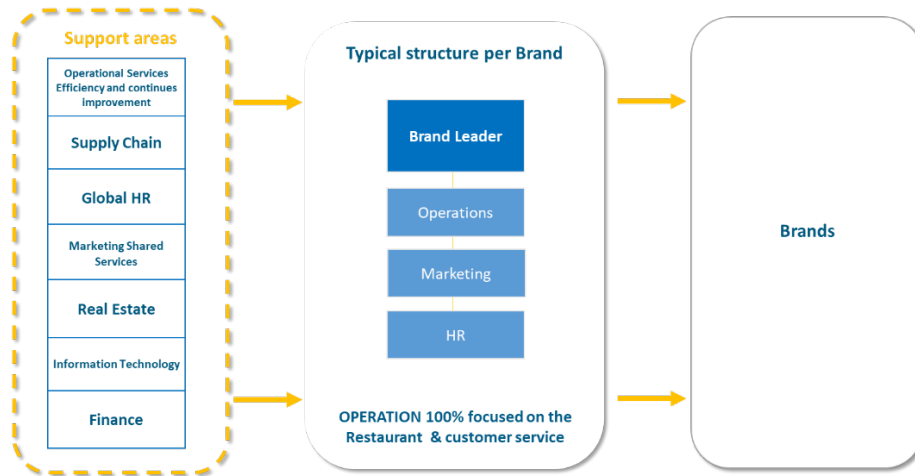 Support areas
Operational Services
Efficiency and continues
improvement
Supply Chain
Global HR
Marketing Shared
Services
Real Estate
Information Technology
Finance
Typical structure per Brand
Brand Leader
Operations
Marketing
HR
OPERATION 100% focused on the
Restaurant & customer service
Brands